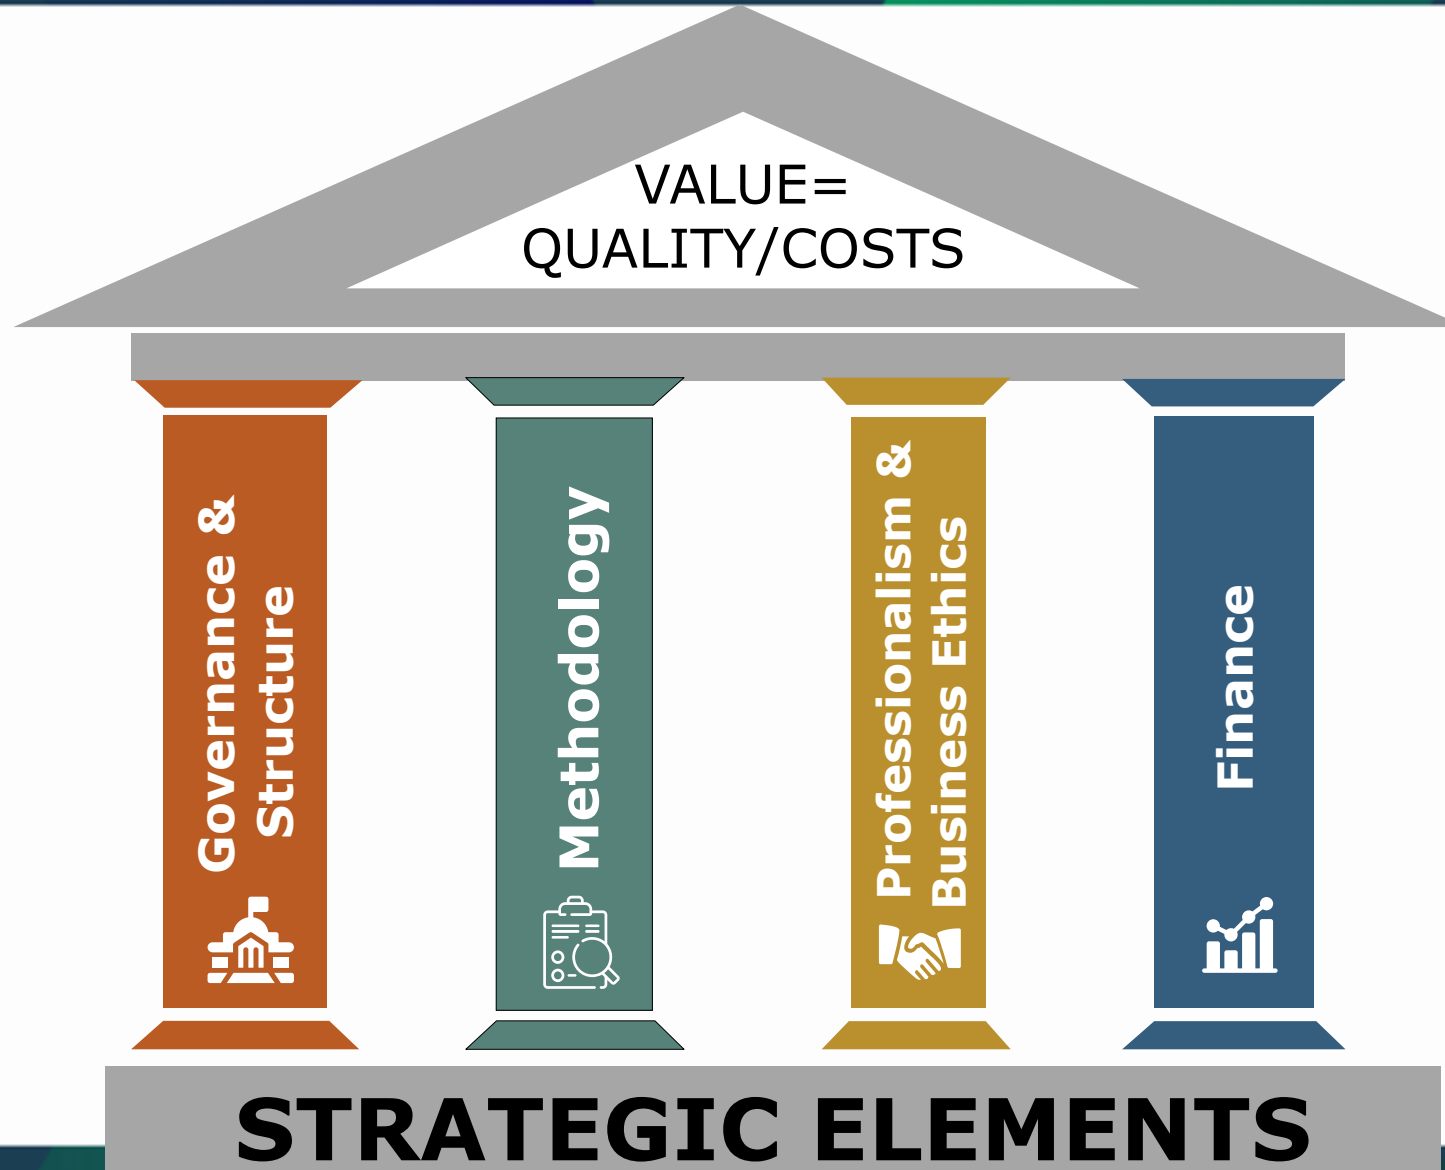 VALUE=
QUALITY/COSTS
Governance &
Structure
Methodology
Professionalism &
Business Ethics
Finance
STRATEGIC ELEMENTS